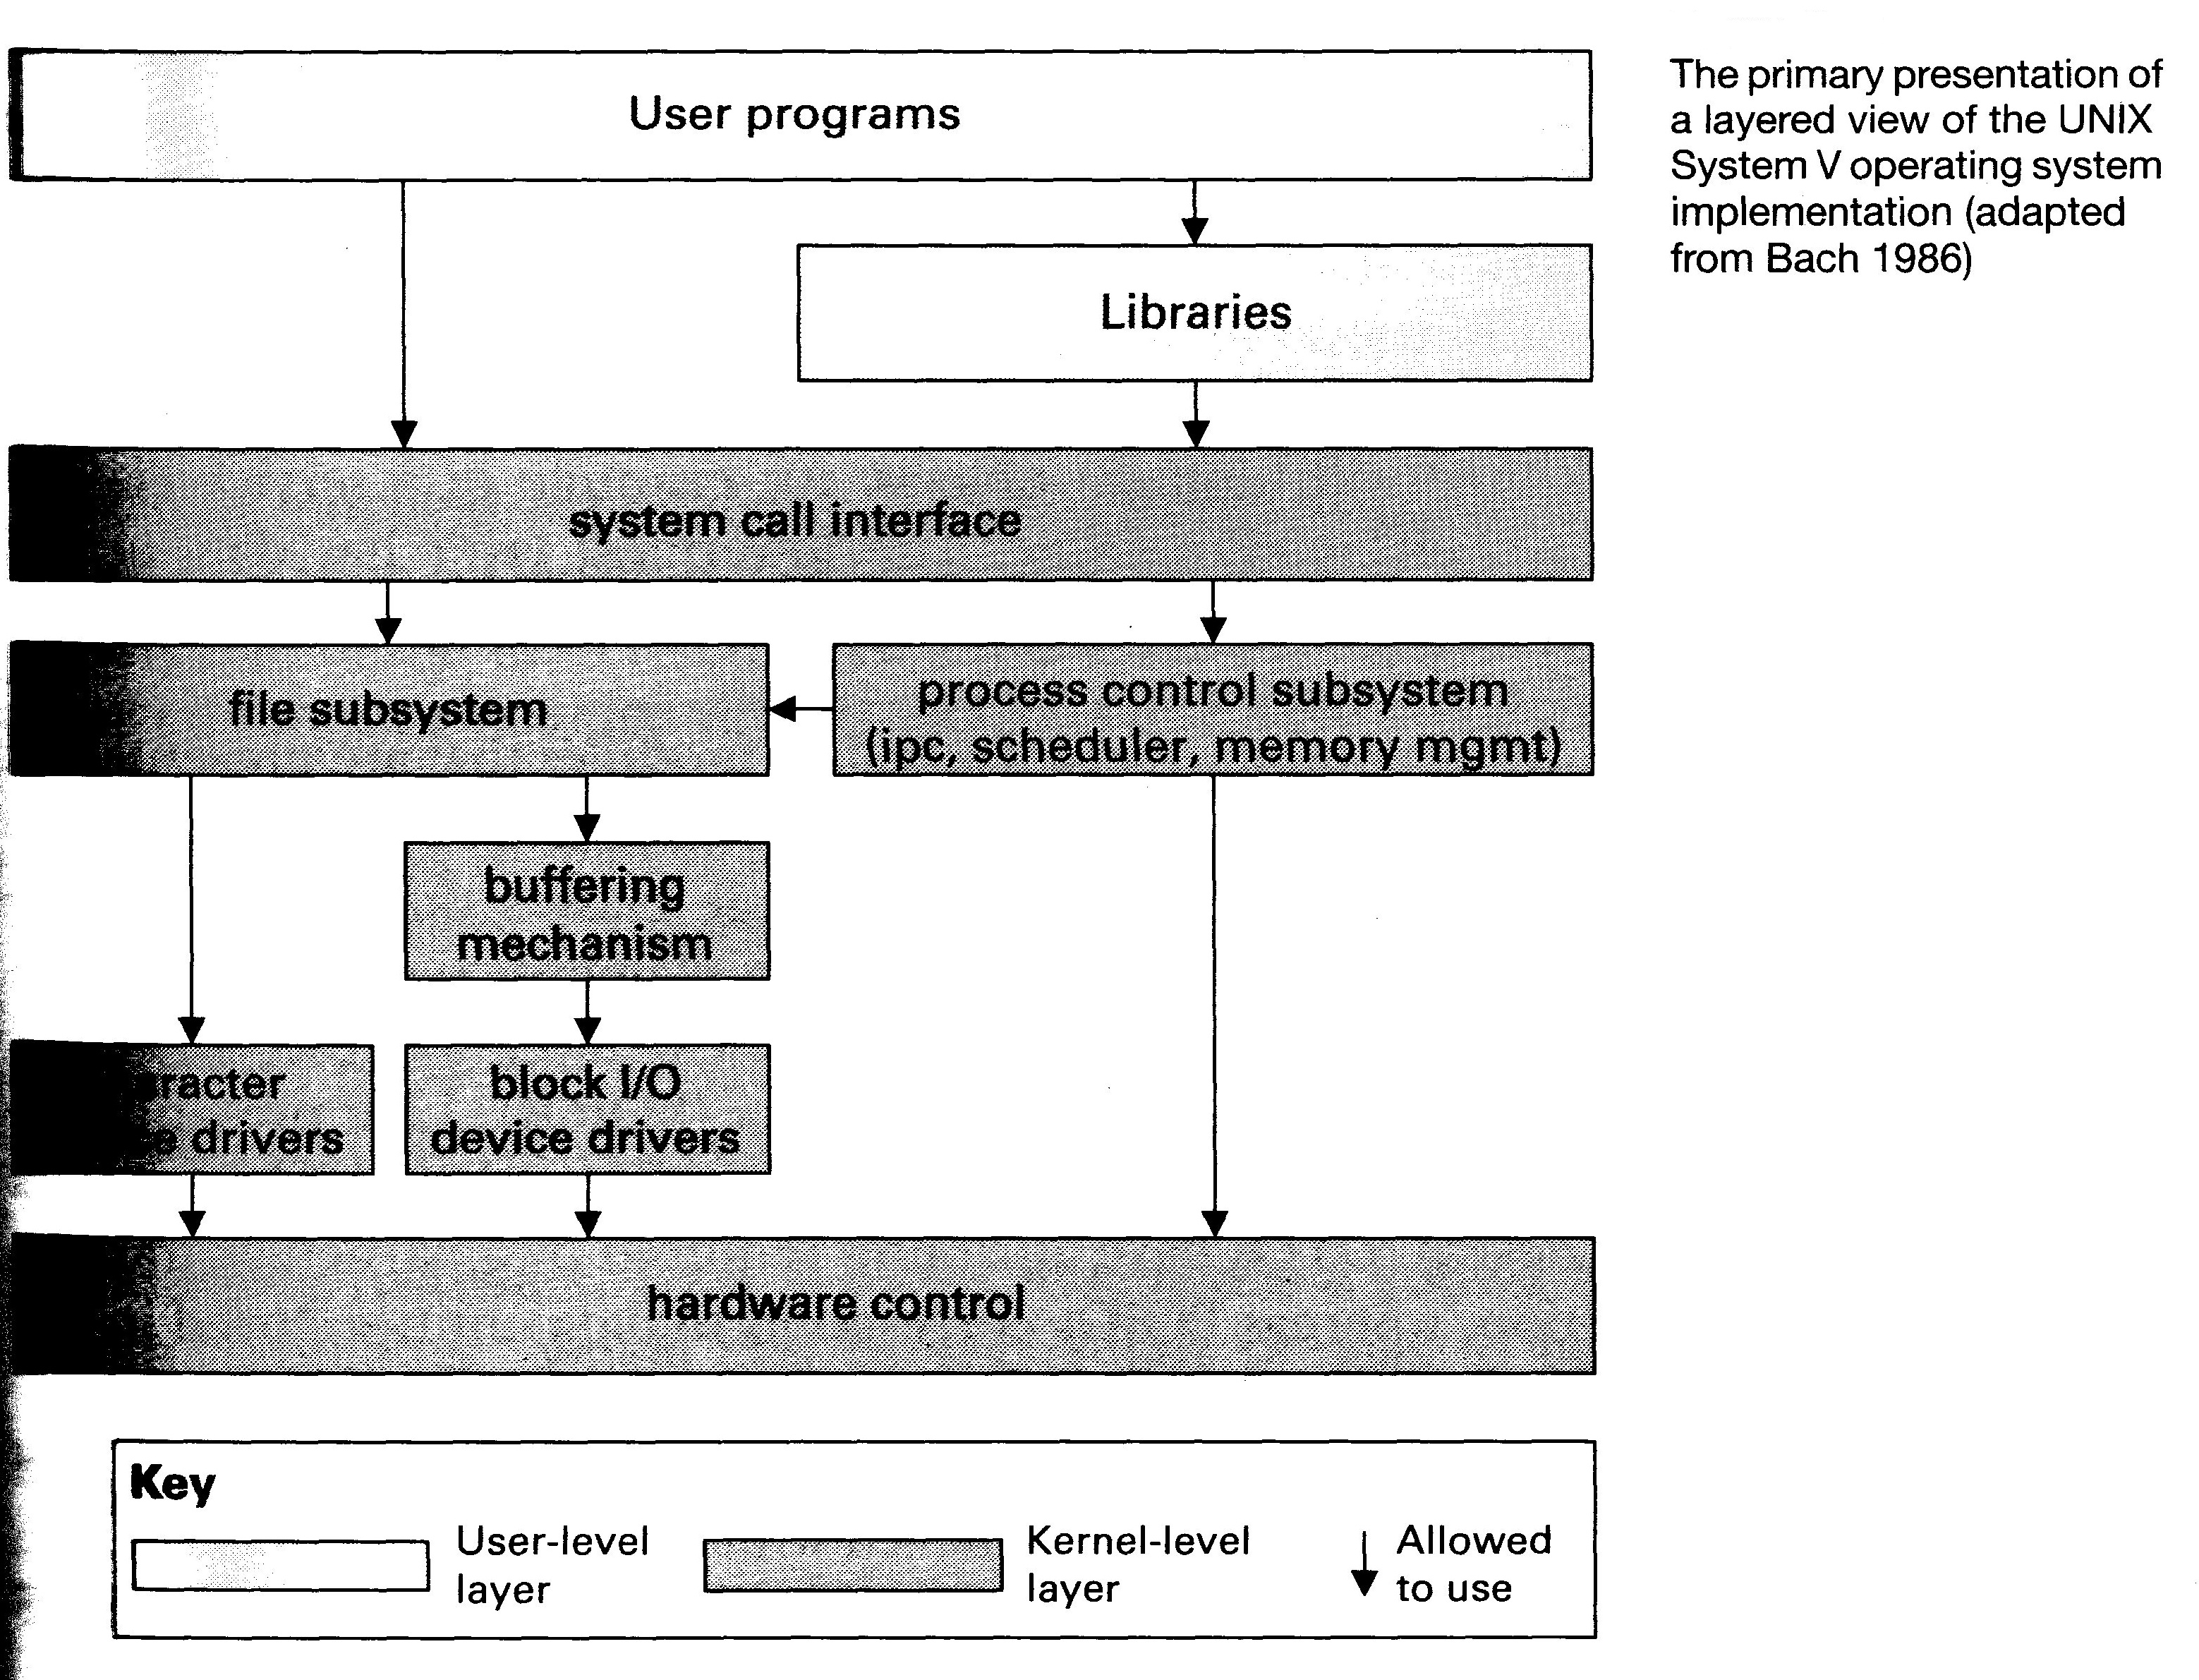 The primary presentation of
a layered view of the UNIX
System V operating system
implementation (adapted
from Bach 1986)
User programs
Libraries
system call interface
file subsystem
process control subsystem
(ipc, scheduler, memory mgmt)
buffering
mechanism
drivers
block I/O
device drivers
hardware control
Key
User-level
layer
Kernel-level
layer
Allowed
to use